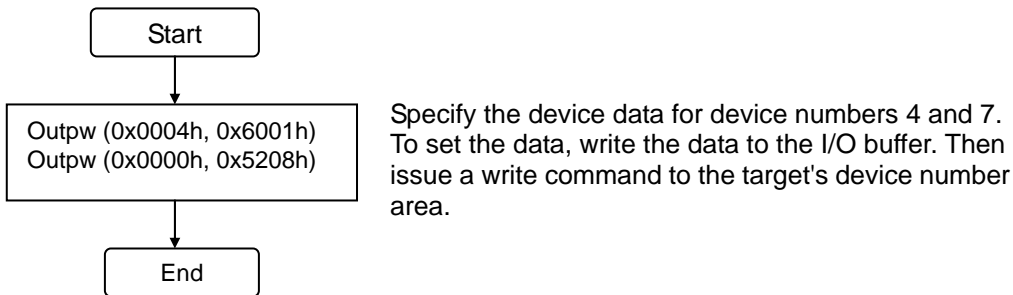 Start
Outpw (0x0004h, 0x6001h)
Outpw (0x0000h, 0x5208h)
Specify the device data for device numbers 4 and 7.
To set the data, write the data to the I/O buffer. Then
issue a write command to the target's device number
area.
End